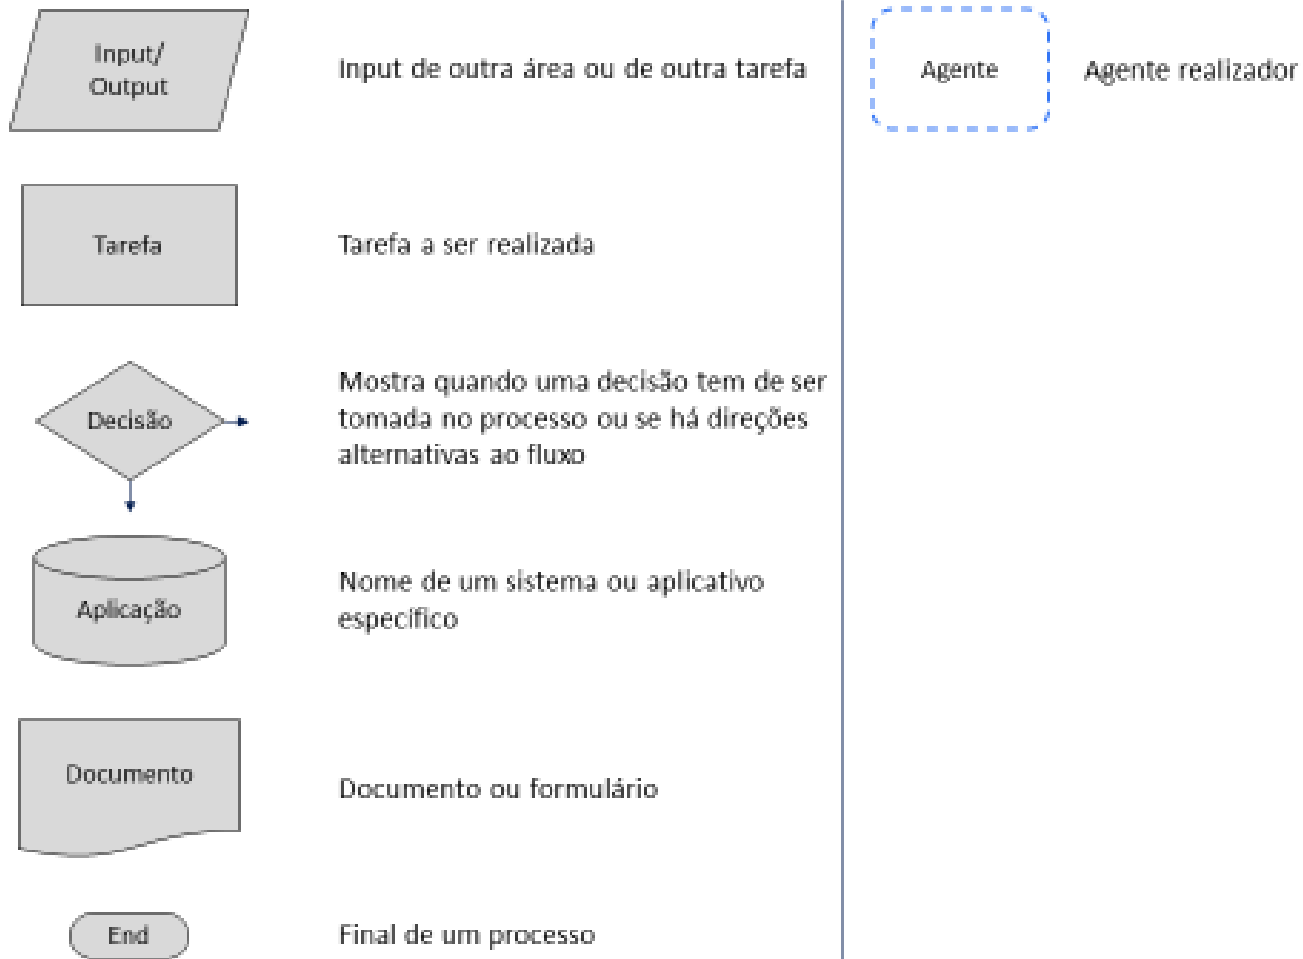 Input/
Output
Input de outra área ou de outra tarefa
Agente
Agente realizador
Tarefa
Tarefa a ser realizada
Decisão
Mostra quando uma decisão tem de ser
tomada no processo ou se há direções
alternativas ao fluxo
Aplicação
Nome de um sistema ou aplicativo
específico
Documento
Documento ou formulário
End
Final de um processo